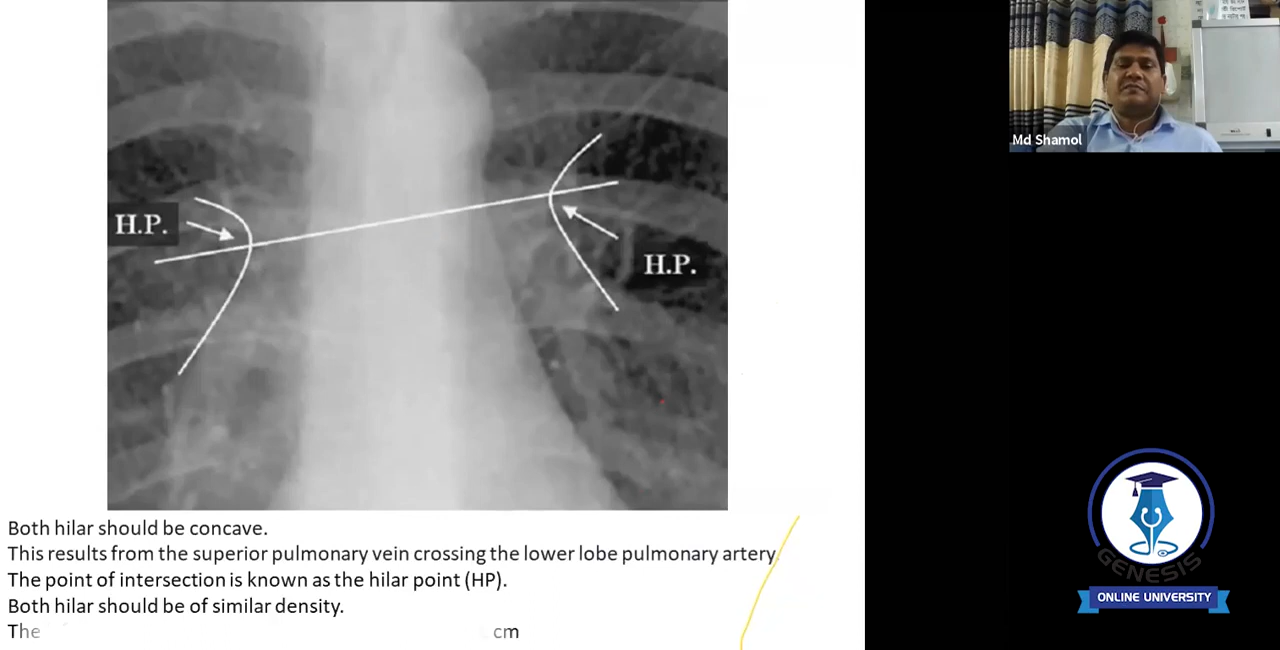 H.P.
H.P.
Both hilar should be concave.
This results from the superior pulmonary vein crossing the lower lobe pulmonary artery.
The point of intersection is known as the hilar point (HP).
Both hilar should be of similar density.
The cm
Md Shamol
GENESIS
ONLINE UNIVERSITY